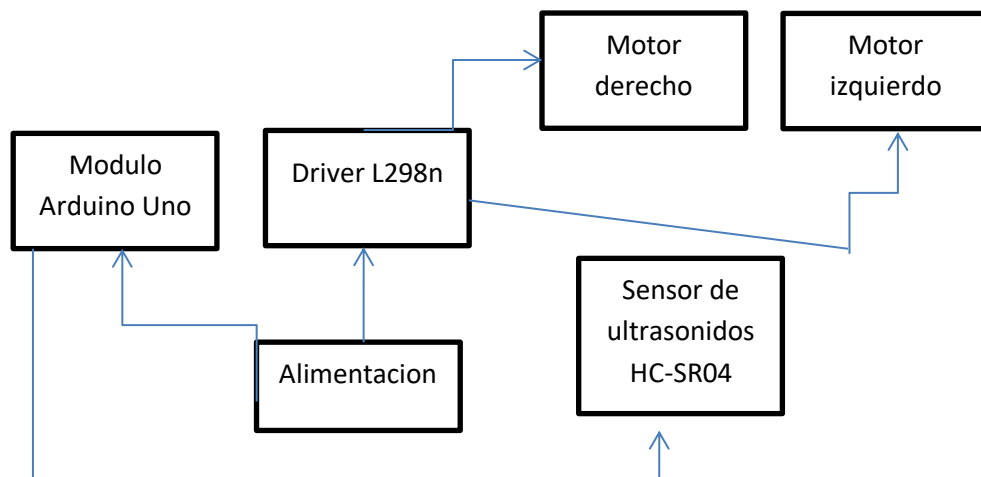 Motor
derecho
Motor
izquierdo
Modulo
Arduino Uno
Driver L298n
Sensor de
ultrasonidos
HC-SR04
Alimentacion